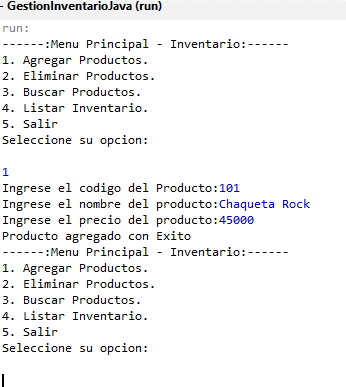 - GestionInventarioJava (run)
run:
------:Menu Principal - Inventario:------
1. Agregar Productos.
2. Eliminar Productos.
3. Buscar Productos.
4. Listar Inventario.
5. Salir
Seleccione su opcion:
1
Ingrese el codigo del Producto:101
Ingrese el nombre del producto:Chaqueta Rock
Ingrese el precio del producto:45000
Producto agregado con Exito
------:Menu Principal - Inventario:------
1. Agregar Productos.
2. Eliminar Productos.
3. Buscar Productos.
4. Listar Inventario.
5. Salir
Seleccione su opcion: